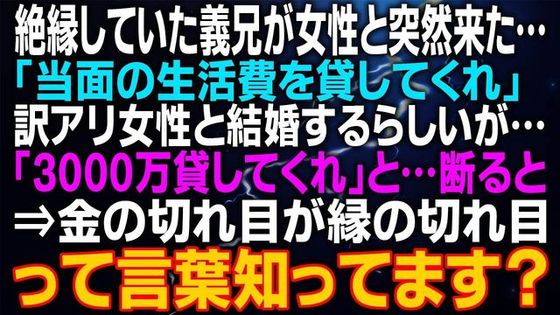 絶縁していた義兄が女性と突然来た…
「当面の生活費を貸してくれ」
訳アリ女性と結婚するらしいが…
「3000万貸してくれ」と…断ると
⇒金の切れ目が縁の切れ目
って言葉知ってます?